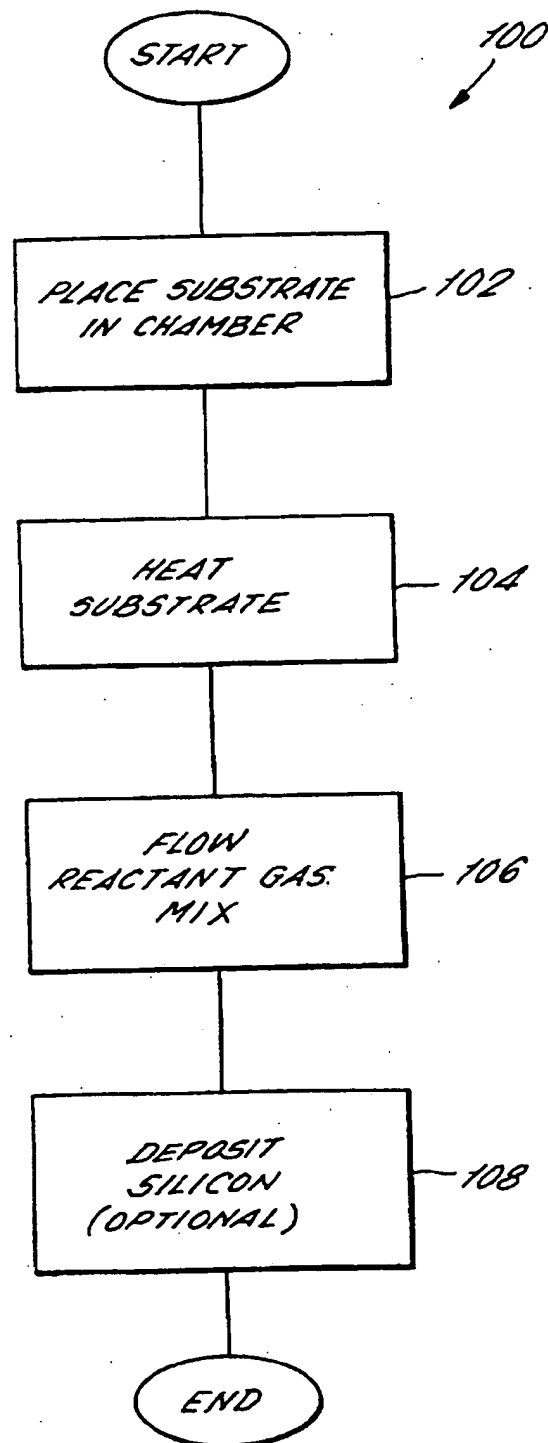 START
100
PLACE SUBSTRATE
IN CHAMBER
102
HEAT
SUBSTRATE
104
FLOW
REACTANT GAS
MIX
106
DEPOSIT
SILICON
(OPTIONAL)
108
END